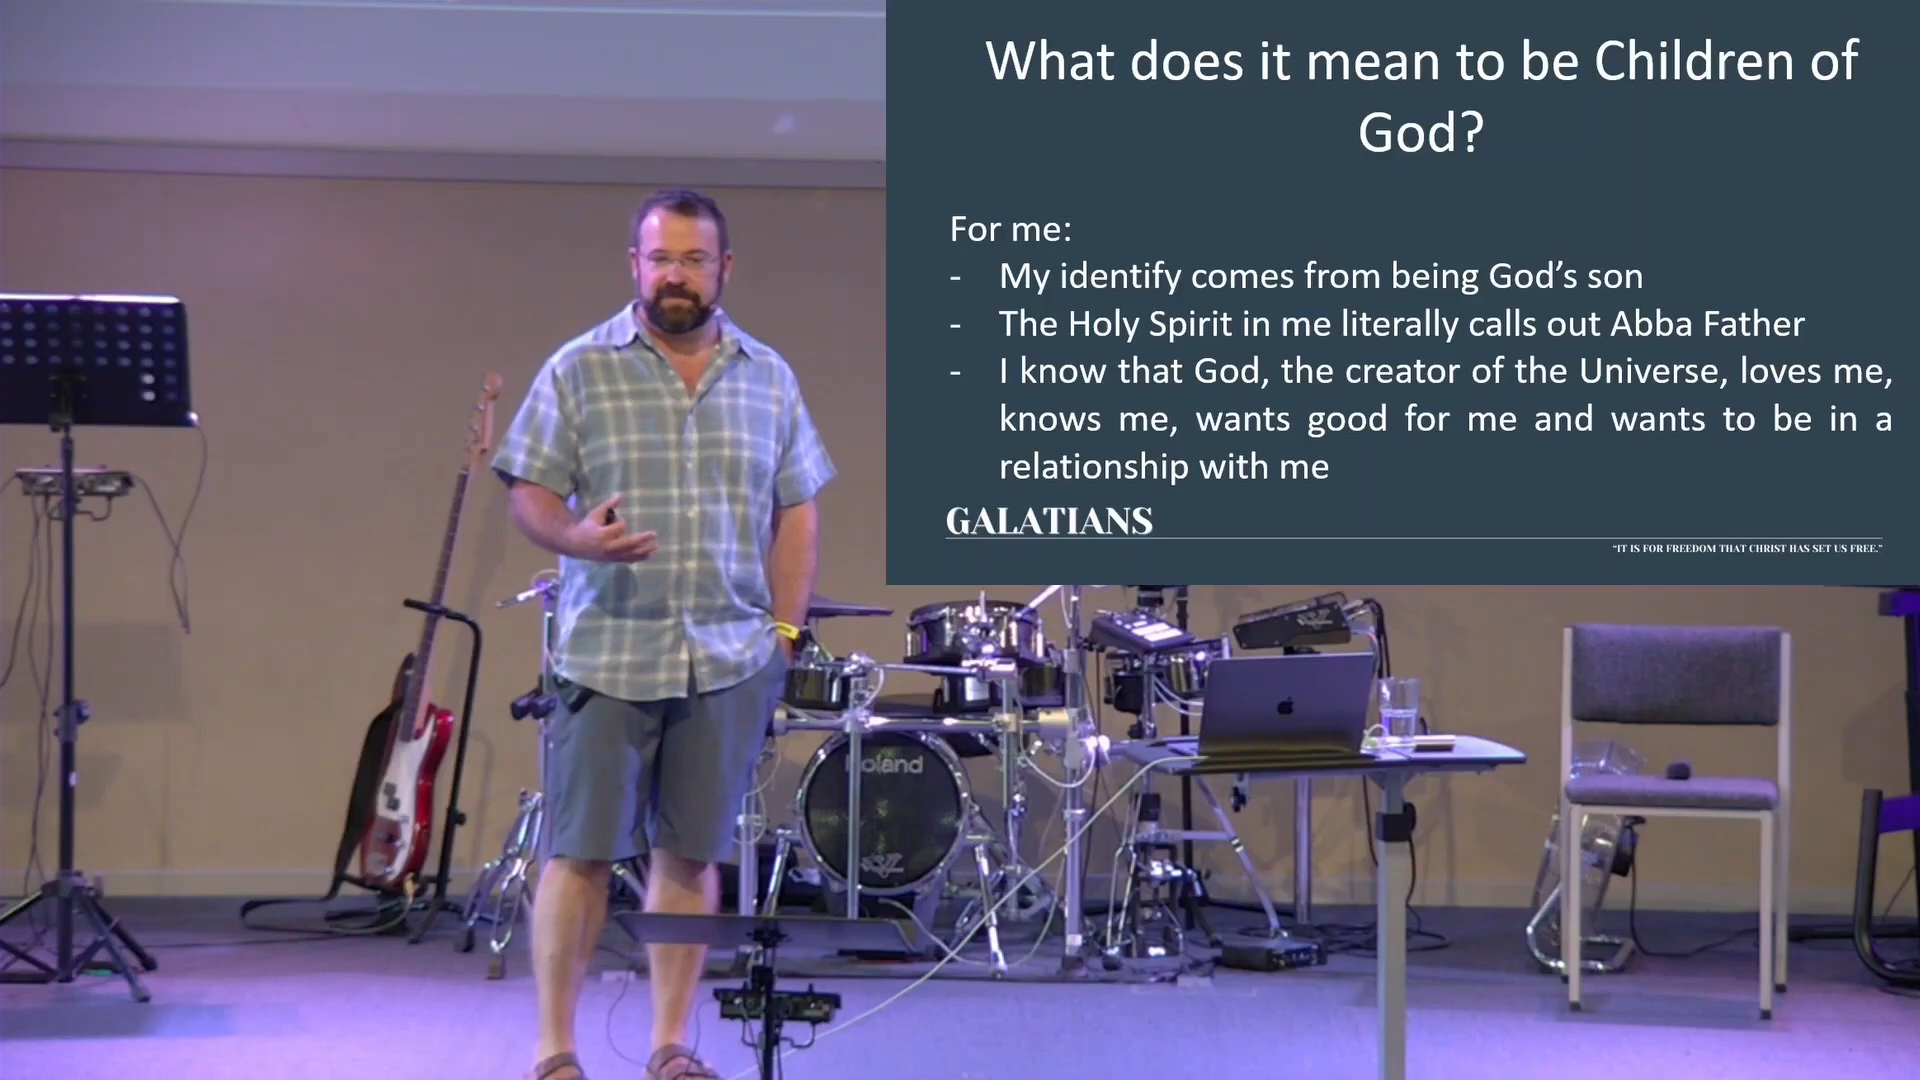 What does it mean to be Children of
God?
For me:
- My identify comes from being God’s son
- The Holy Spirit in me literally calls out Abba Father
- I know that God, the creator of the Universe, loves me,
knows me, wants good for me and wants to be in a
relationship with me
GALATIANS
“IT IS FOR FREEDOM THAT CHRIST HAS SET US FREE.”
Roland